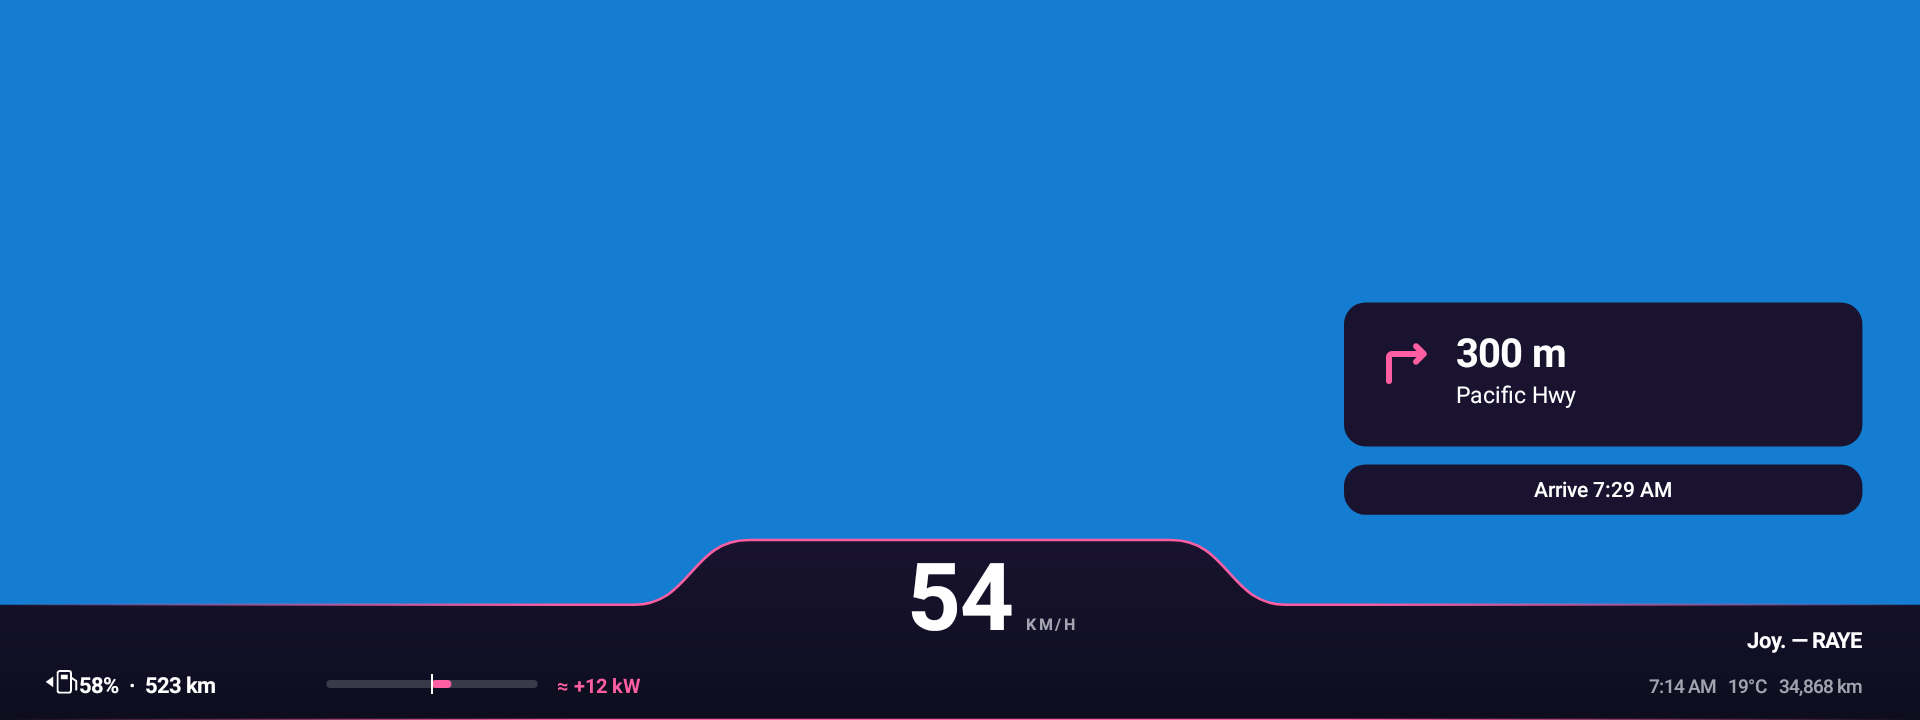 300 m
Pacific Hwy
Arrive 7:29 AM
54 KM/H
Joy. — RAYE
58% · 523 km
≈ +12 kW
7:14 AM 19°C 34,868 km